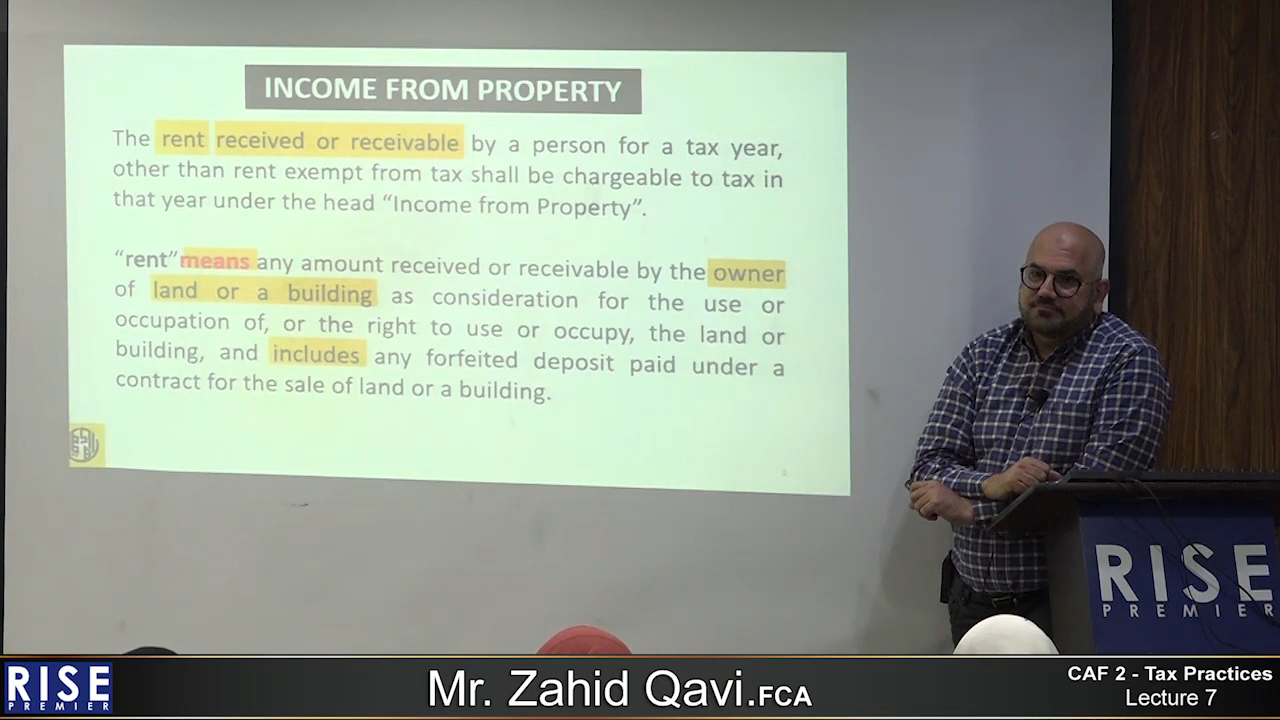 INCOME FROM PROPERTY
The rent received or receivable by a person for a tax year,
other than rent exempt from tax shall be chargeable to tax in
that year under the head “Income from Property”.
“rent” means any amount received or receivable by the owner
of land or a building as consideration for the use or
occupation of, or the right to use or occupy, the land or
building, and includes any forfeited deposit paid under a
contract for the sale of land or a building.
RISE
PREMIER
RISE
PREMIER
Mr. Zahid Qavi.FCA
CAF 2 - Tax Practices
Lecture 7